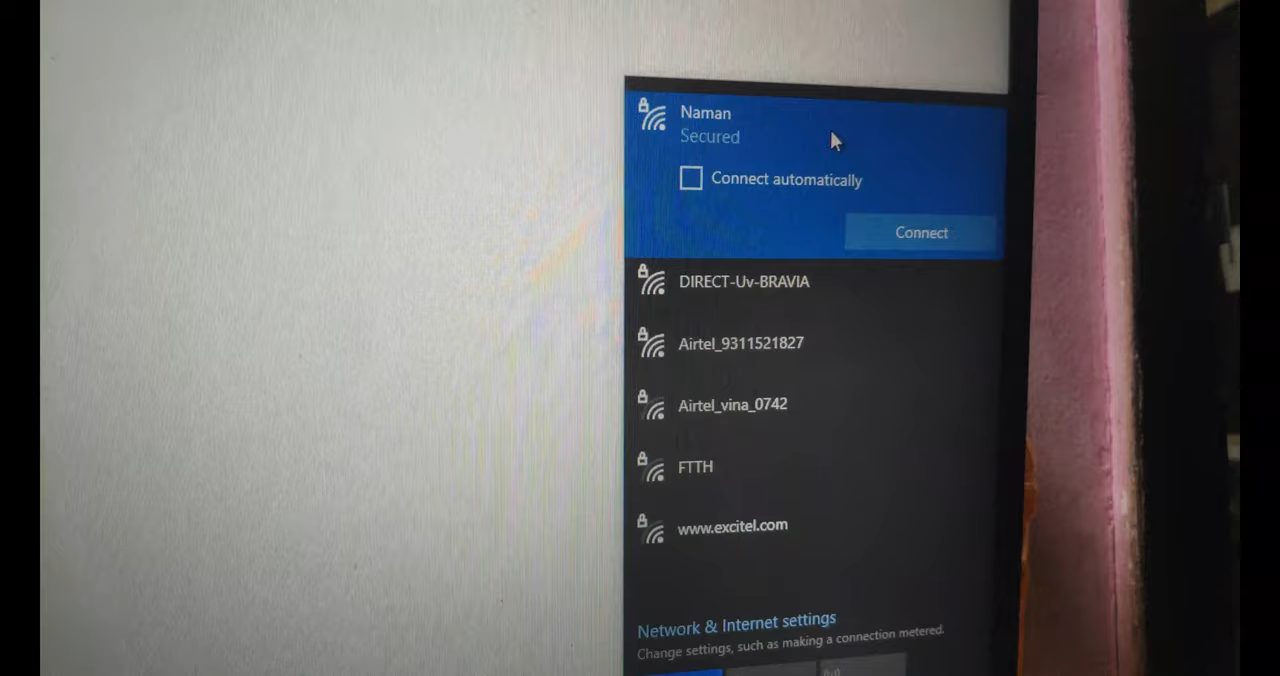 Naman
Secured
Connect automatically
Connect
DIRECT-Uv-BRAVIA
Airtel_9311521827
Airtel_vina_0742
FTTH
www.excitel.com
Network & Internet settings
Change settings, such as making a connection metered.